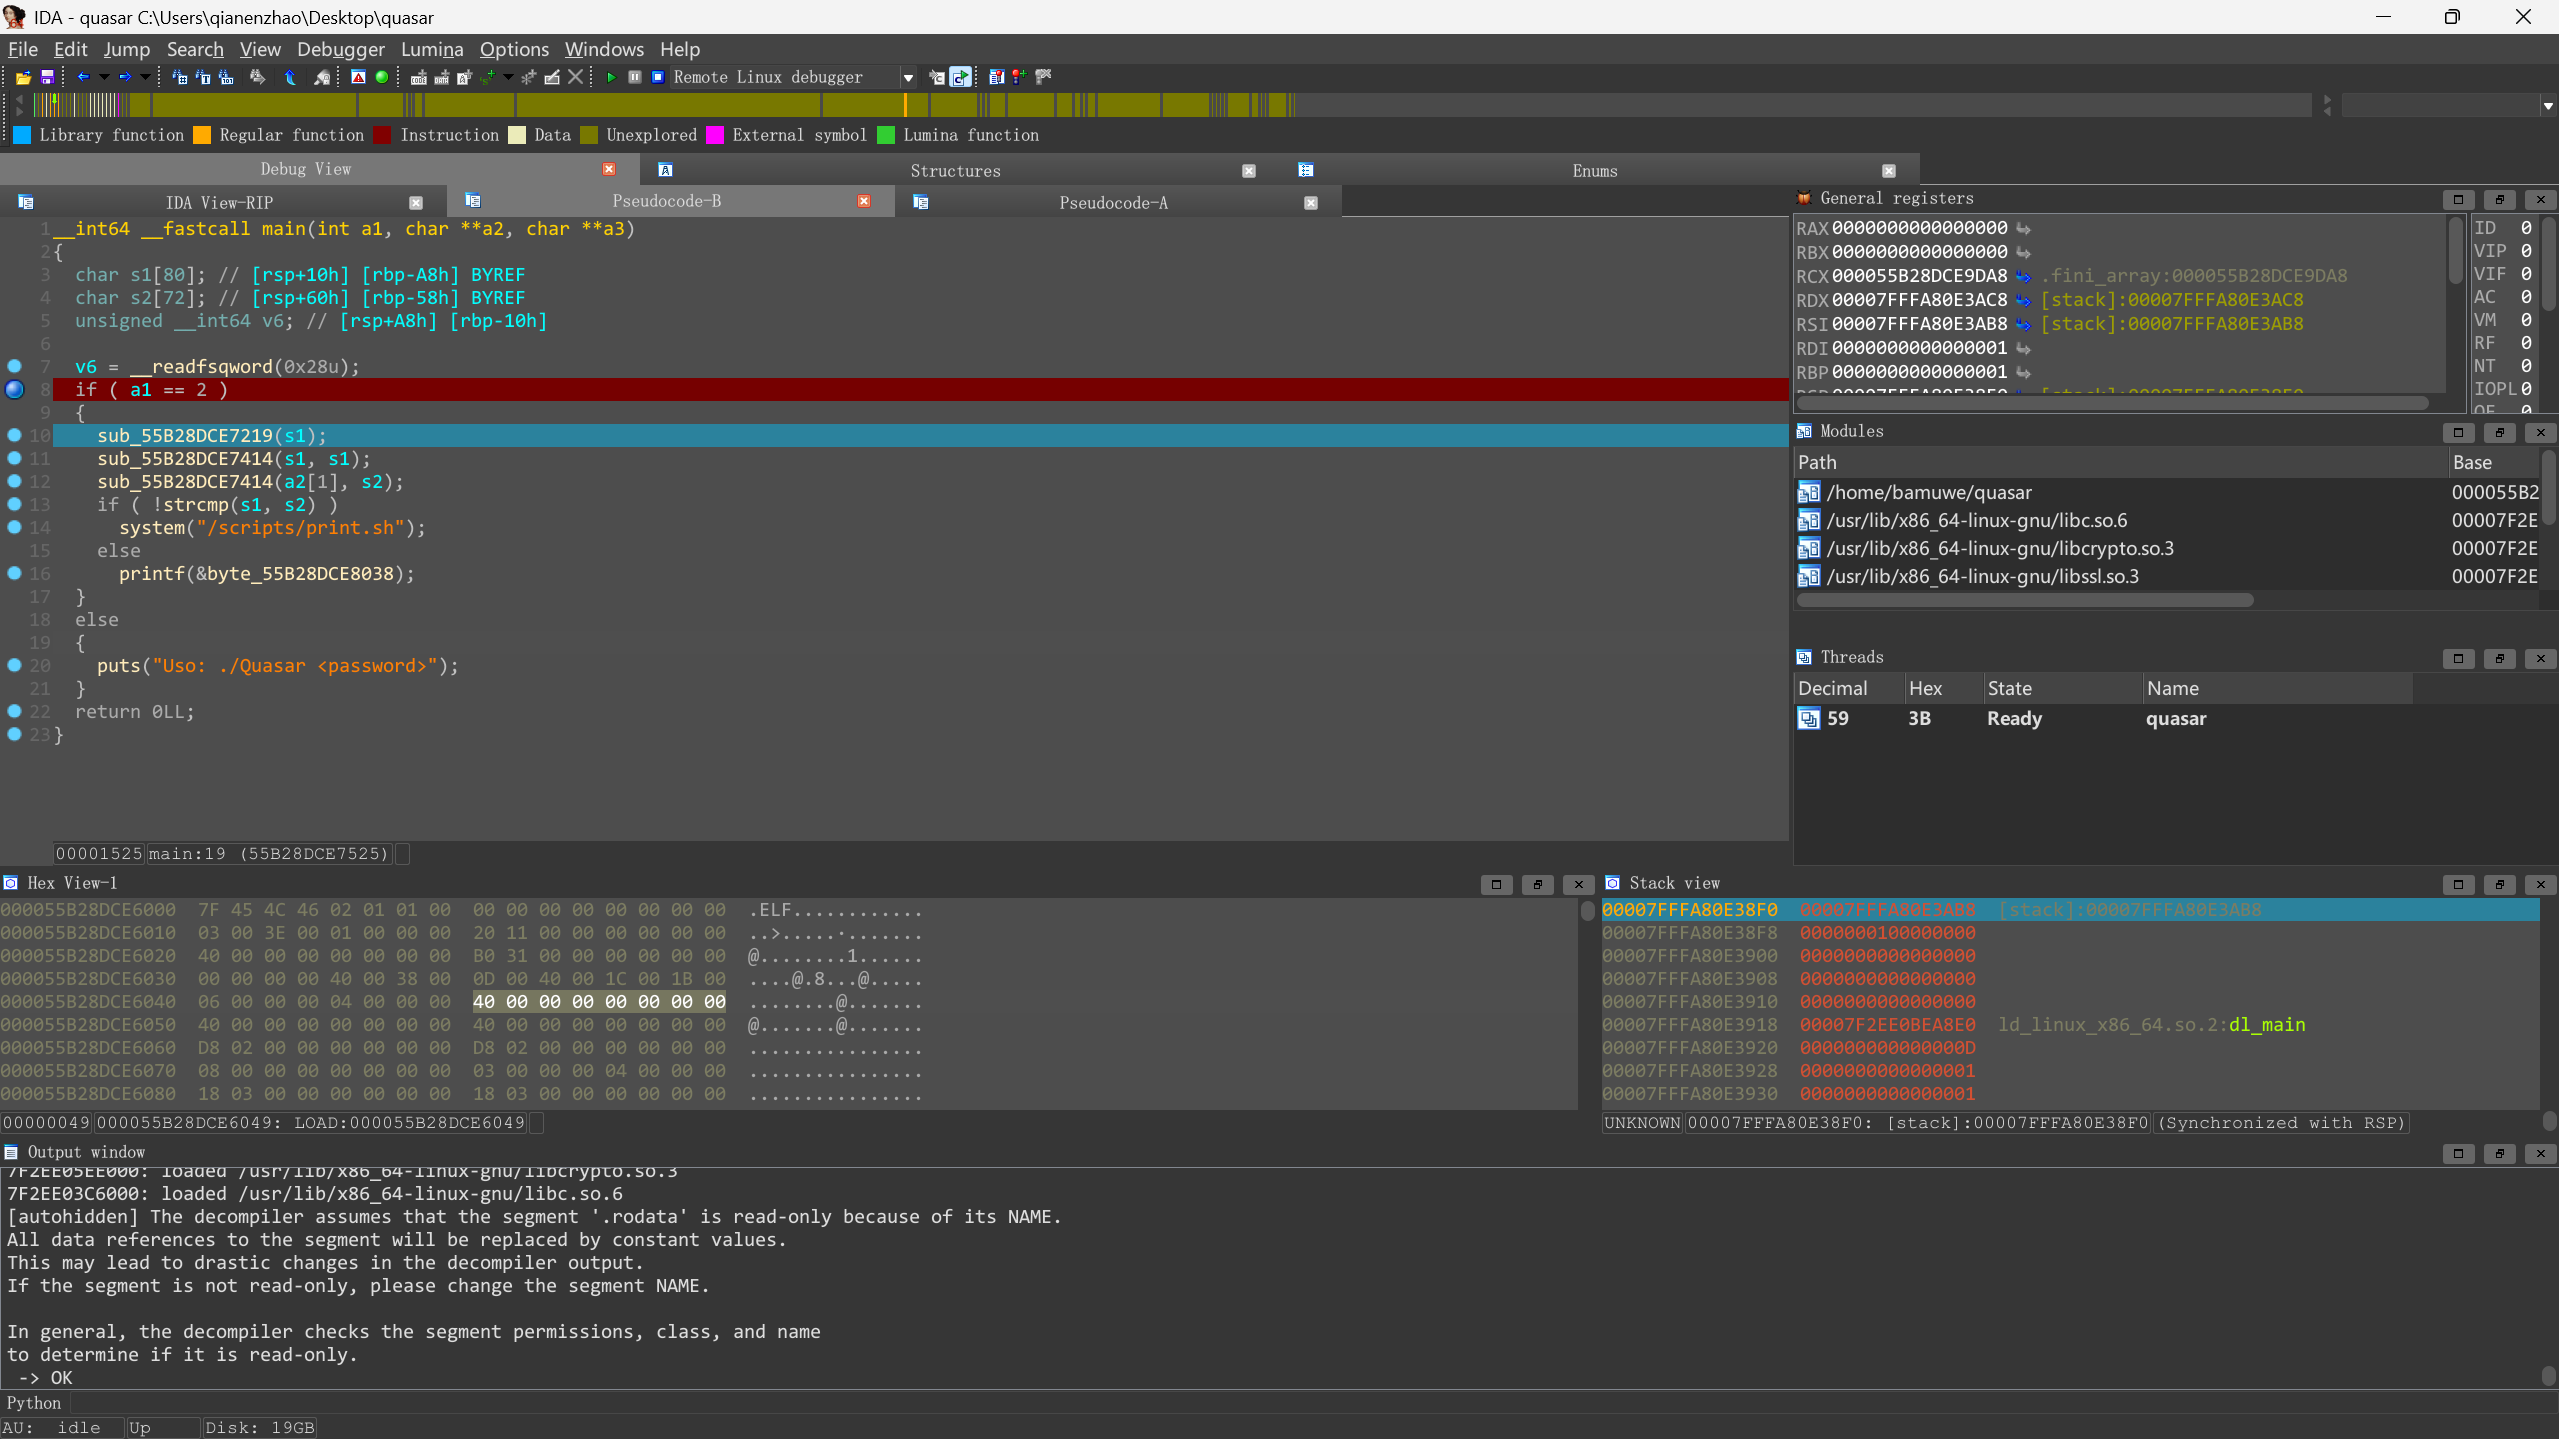 IDA - quasar C:\Users\qianenzhao\Desktop\quasar
File Edit Jump Search View Debugger Lumina Options Windows Help
Remote Linux debugger
Library function Regular function Instruction Data Unexplored External symbol Lumina function
Debug View Structures Enums
IDA View-RIP Pseudocode-B Pseudocode-A
1 __int64 __fastcall main(int a1, char **a2, char **a3)
2 {
3 char s1[80]; // [rsp+10h] [rbp-A8h] BYREF
4 char s2[72]; // [rsp+60h] [rbp-58h] BYREF
5 unsigned __int64 v6; // [rsp+A8h] [rbp-10h]
6
7 v6 = __readfsqword(0x28u);
8 if ( a1 == 2 )
9 {
10 sub_55B28DCE7219(s1);
11 sub_55B28DCE7414(s1, s1);
12 sub_55B28DCE7414(a2[1], s2);
13 if ( !strcmp(s1, s2) )
14 system("/scripts/print.sh");
15 else
16 printf(&byte_55B28DCE8038);
17 }
18 else
19 {
20 puts("Uso: ./Quasar <password>");
21 }
22 return 0LL;
23 }
00001525 main:19 (55B28DCE7525)
General registers
RAX 0000000000000000
RBX 0000000000000000
RCX 000055B28DCE9DA8 .fini_array:000055B28DCE9DA8
RDX 00007FFFA80E3AC8 [stack]:00007FFFA80E3AC8
RSI 00007FFFA80E3AB8 [stack]:00007FFFA80E3AB8
RDI 0000000000000001
RBP 0000000000000001
ID 0
VIP 0
VIF 0
AC 0
VM 0
RF 0
NT 0
IOPL 0
Modules
Path Base
/home/bamuwe/quasar 000055B2
/usr/lib/x86_64-linux-gnu/libc.so.6 00007F2E
/usr/lib/x86_64-linux-gnu/libcrypto.so.3 00007F2E
/usr/lib/x86_64-linux-gnu/libssl.so.3 00007F2E
Threads
Decimal Hex State Name
59 3B Ready quasar
Hex View-1
000055B28DCE6000 7F 45 4C 46 02 01 01 00 00 00 00 00 00 00 00 00 .ELF............
000055B28DCE6010 03 00 3E 00 01 00 00 00 20 11 00 00 00 00 00 00 ..>.....·.......
000055B28DCE6020 40 00 00 00 00 00 00 00 B0 31 00 00 00 00 00 00 @........1......
000055B28DCE6030 00 00 00 00 40 00 38 00 0D 00 40 00 1C 00 1B 00 ....@.8...@.....
000055B28DCE6040 06 00 00 00 04 00 00 00 40 00 00 00 00 00 00 00 ........@.......
000055B28DCE6050 40 00 00 00 00 00 00 00 40 00 00 00 00 00 00 00 @.......@.......
000055B28DCE6060 D8 02 00 00 00 00 00 00 D8 02 00 00 00 00 00 00 ................
000055B28DCE6070 08 00 00 00 00 00 00 00 03 00 00 00 04 00 00 00 ................
000055B28DCE6080 18 03 00 00 00 00 00 00 18 03 00 00 00 00 00 00 ................
00000049 000055B28DCE6049: LOAD:000055B28DCE6049
Stack view
00007FFFA80E38F0 00007FFFA80E3AB8 [stack]:00007FFFA80E3AB8
00007FFFA80E38F8 0000000100000000
00007FFFA80E3900 0000000000000000
00007FFFA80E3908 0000000000000000
00007FFFA80E3910 0000000000000000
00007FFFA80E3918 00007F2EE0BEA8E0 ld_linux_x86_64.so.2:dl_main
00007FFFA80E3920 000000000000000D
00007FFFA80E3928 0000000000000001
00007FFFA80E3930 0000000000000001
UNKNOWN 00007FFFA80E38F0: [stack]:00007FFFA80E38F0 (Synchronized with RSP)
Output window
7F2EE05EE000: loaded /usr/lib/x86_64-linux-gnu/libcrypto.so.3
7F2EE03C6000: loaded /usr/lib/x86_64-linux-gnu/libc.so.6
[autohidden] The decompiler assumes that the segment '.rodata' is read-only because of its NAME.
All data references to the segment will be replaced by constant values.
This may lead to drastic changes in the decompiler output.
If the segment is not read-only, please change the segment NAME.
In general, the decompiler checks the segment permissions, class, and name
to determine if it is read-only.
-> OK
Python
AU: idle Up Disk: 19GB